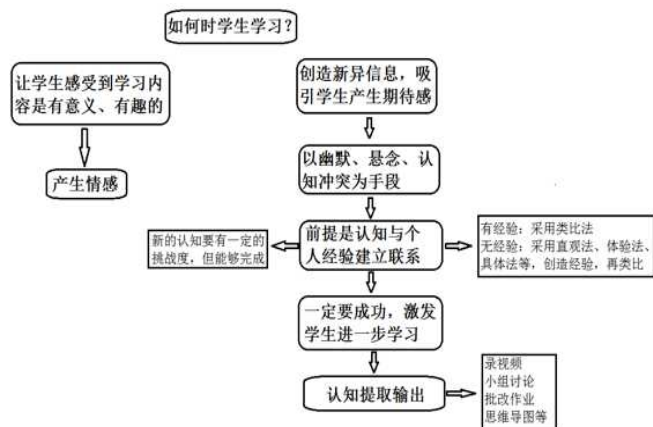 如何时学生学习？
让学生感受到学习内
容是有意义、有趣的
产生情感
创造新异信息，吸
引学生产生期待感
以幽默、悬念、认
知冲突为手段
前提是认知与个
人经验建立联系
新的认知要有一定的
挑战度，但能够完成
有经验：采用类比法
无经验：采用直观法、体验法、
具体法等，创造经验，再类比
一定要成功，激发
学生进一步学习
认知提取输出
录视频
小组讨论
批改作业
思维导图等